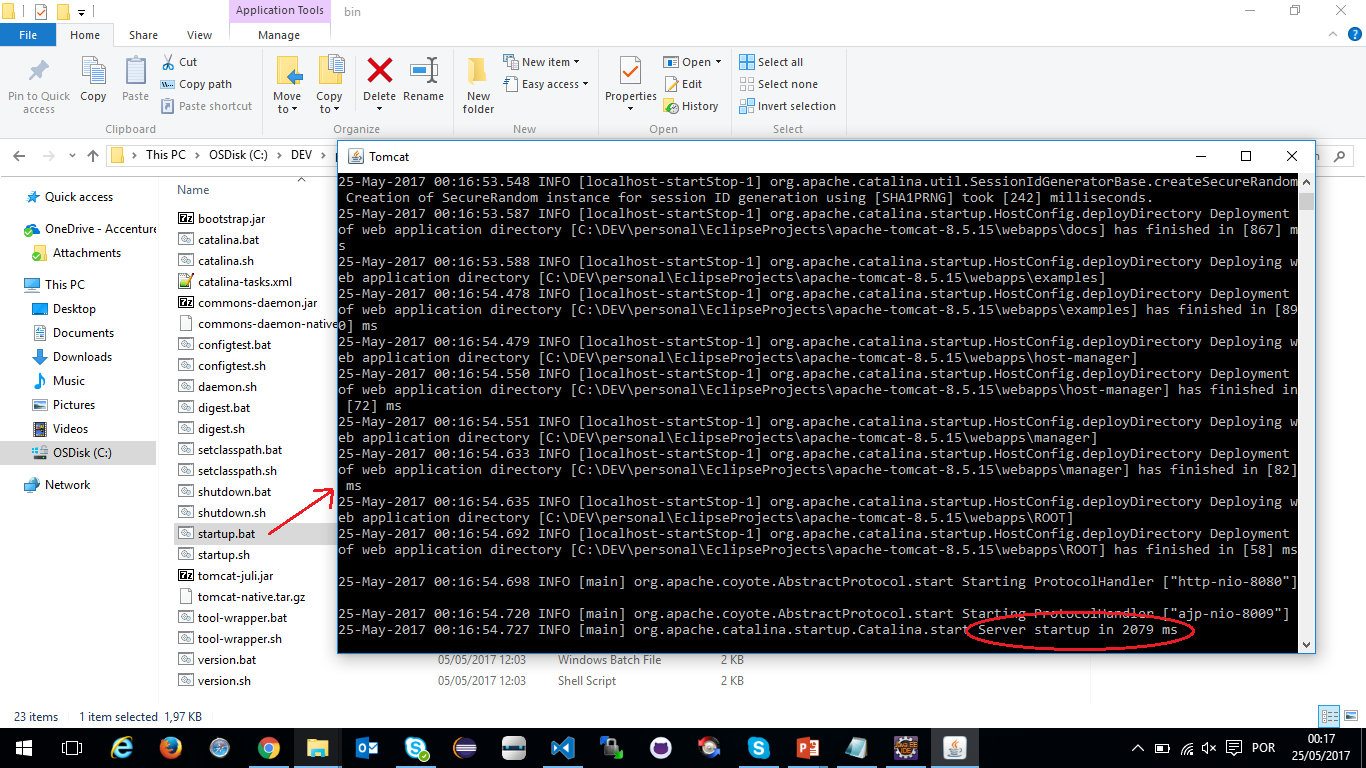 Application Tools
bin
File
Home
Share
View
Manage
Pin to Quick
access
Copy
Paste
Cut
Copy path
Paste shortcut
Clipboard
Move
to
Copy
to
Delete
Rename
Organize
New
folder
New item
Easy access
New
Properties
Open
Edit
History
Open
Select all
Select none
Invert selection
Select
This PC
OSDisk (C:)
DEV
Quick access
OneDrive - Accenture
Attachments
This PC
Desktop
Documents
Downloads
Music
Pictures
Videos
OSDisk (C:)
Network
Name
bootstrap.jar
catalina.bat
catalina.sh
catalina-tasks.xml
commons-daemon.jar
commons-daemon-native
configtest.bat
configtest.sh
daemon.sh
digest.bat
digest.sh
setclasspath.bat
setclasspath.sh
shutdown.bat
shutdown.sh
startup.bat
startup.sh
tomcat-juli.jar
tomcat-native.tar.gz
tool-wrapper.bat
tool-wrapper.sh
version.bat 05/05/2017 12:03 Windows Batch File 2 KB
version.sh 05/05/2017 12:03 Shell Script 2 KB
Tomcat
25-May-2017 00:16:53.548 INFO [localhost-startStop-1] org.apache.catalina.util.SessionIdGeneratorBase.createSecureRandom
Creation of SecureRandom instance for session ID generation using [SHA1PRNG] took [242] milliseconds.
25-May-2017 00:16:53.587 INFO [localhost-startStop-1] org.apache.catalina.startup.HostConfig.deployDirectory Deployment
of web application directory [C:\DEV\personal\EclipseProjects\apache-tomcat-8.5.15\webapps\docs] has finished in [867] m
s
25-May-2017 00:16:53.588 INFO [localhost-startStop-1] org.apache.catalina.startup.HostConfig.deployDirectory Deploying w
eb application directory [C:\DEV\personal\EclipseProjects\apache-tomcat-8.5.15\webapps\examples]
25-May-2017 00:16:54.478 INFO [localhost-startStop-1] org.apache.catalina.startup.HostConfig.deployDirectory Deployment
of web application directory [C:\DEV\personal\EclipseProjects\apache-tomcat-8.5.15\webapps\examples] has finished in [89
0] ms
25-May-2017 00:16:54.479 INFO [localhost-startStop-1] org.apache.catalina.startup.HostConfig.deployDirectory Deploying w
eb application directory [C:\DEV\personal\EclipseProjects\apache-tomcat-8.5.15\webapps\host-manager]
25-May-2017 00:16:54.550 INFO [localhost-startStop-1] org.apache.catalina.startup.HostConfig.deployDirectory Deployment
of web application directory [C:\DEV\personal\EclipseProjects\apache-tomcat-8.5.15\webapps\host-manager] has finished in
[72] ms
25-May-2017 00:16:54.551 INFO [localhost-startStop-1] org.apache.catalina.startup.HostConfig.deployDirectory Deploying w
eb application directory [C:\DEV\personal\EclipseProjects\apache-tomcat-8.5.15\webapps\manager]
25-May-2017 00:16:54.633 INFO [localhost-startStop-1] org.apache.catalina.startup.HostConfig.deployDirectory Deployment
of web application directory [C:\DEV\personal\EclipseProjects\apache-tomcat-8.5.15\webapps\manager] has finished in [82]
ms
25-May-2017 00:16:54.635 INFO [localhost-startStop-1] org.apache.catalina.startup.HostConfig.deployDirectory Deploying w
eb application directory [C:\DEV\personal\EclipseProjects\apache-tomcat-8.5.15\webapps\ROOT]
25-May-2017 00:16:54.692 INFO [localhost-startStop-1] org.apache.catalina.startup.HostConfig.deployDirectory Deployment
of web application directory [C:\DEV\personal\EclipseProjects\apache-tomcat-8.5.15\webapps\ROOT] has finished in [58] ms
25-May-2017 00:16:54.698 INFO [main] org.apache.coyote.AbstractProtocol.start Starting ProtocolHandler ["http-nio-8080"]
25-May-2017 00:16:54.720 INFO [main] org.apache.coyote.AbstractProtocol.start Starting ProtocolHandler ["ajp-nio-8009"]
25-May-2017 00:16:54.727 INFO [main] org.apache.catalina.startup.Catalina.start Server startup in 2079 ms
23 items 1 item selected 1,97 KB
POR
00:17
25/05/2017